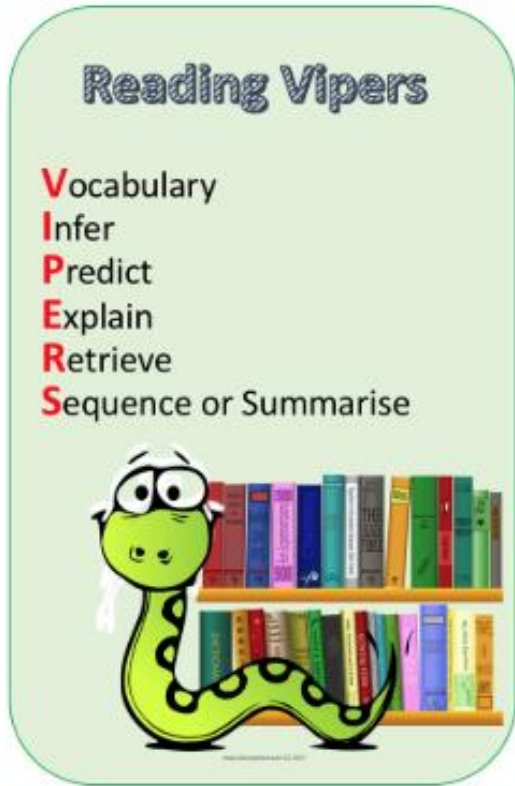 Reading Vipers
Vocabulary
Infer
Predict
Explain
Retrieve
Sequence or Summarise